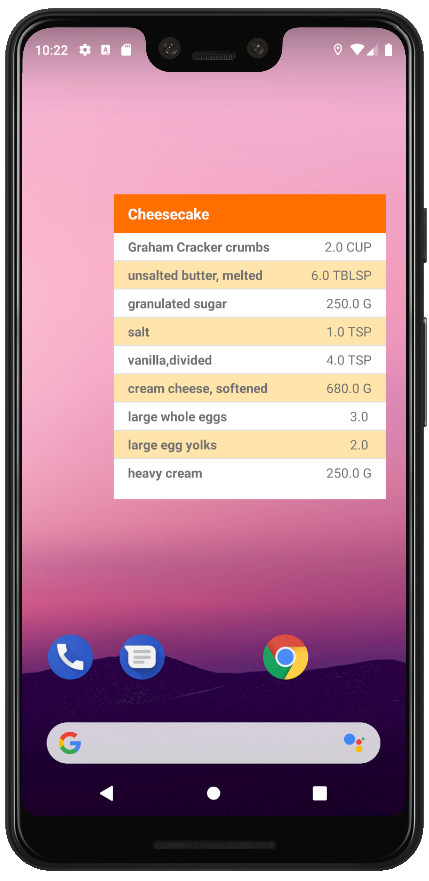 10:22
Cheesecake
Graham Cracker crumbs 2.0 CUP
unsalted butter, melted 6.0 TBLSP
granulated sugar 250.0 G
salt 1.0 TSP
vanilla,divided 4.0 TSP
cream cheese, softened 680.0 G
large whole eggs 3.0
large egg yolks 2.0
heavy cream 250.0 G